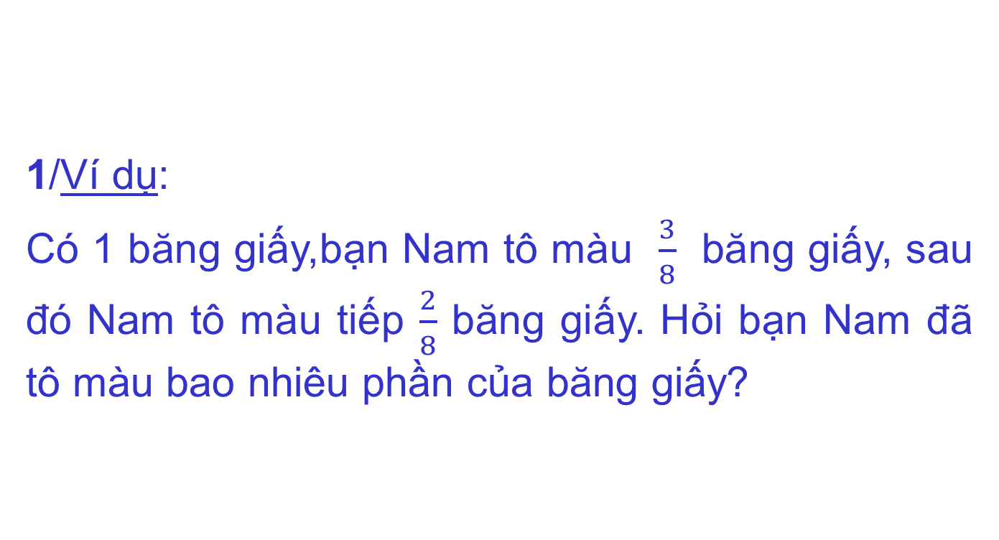 1/Ví dụ:
Có 1 băng giấy,bạn Nam tô màu 3/8 băng giấy, sau
đó Nam tô màu tiếp 2/8 băng giấy. Hỏi bạn Nam đã
tô màu bao nhiêu phần của băng giấy?